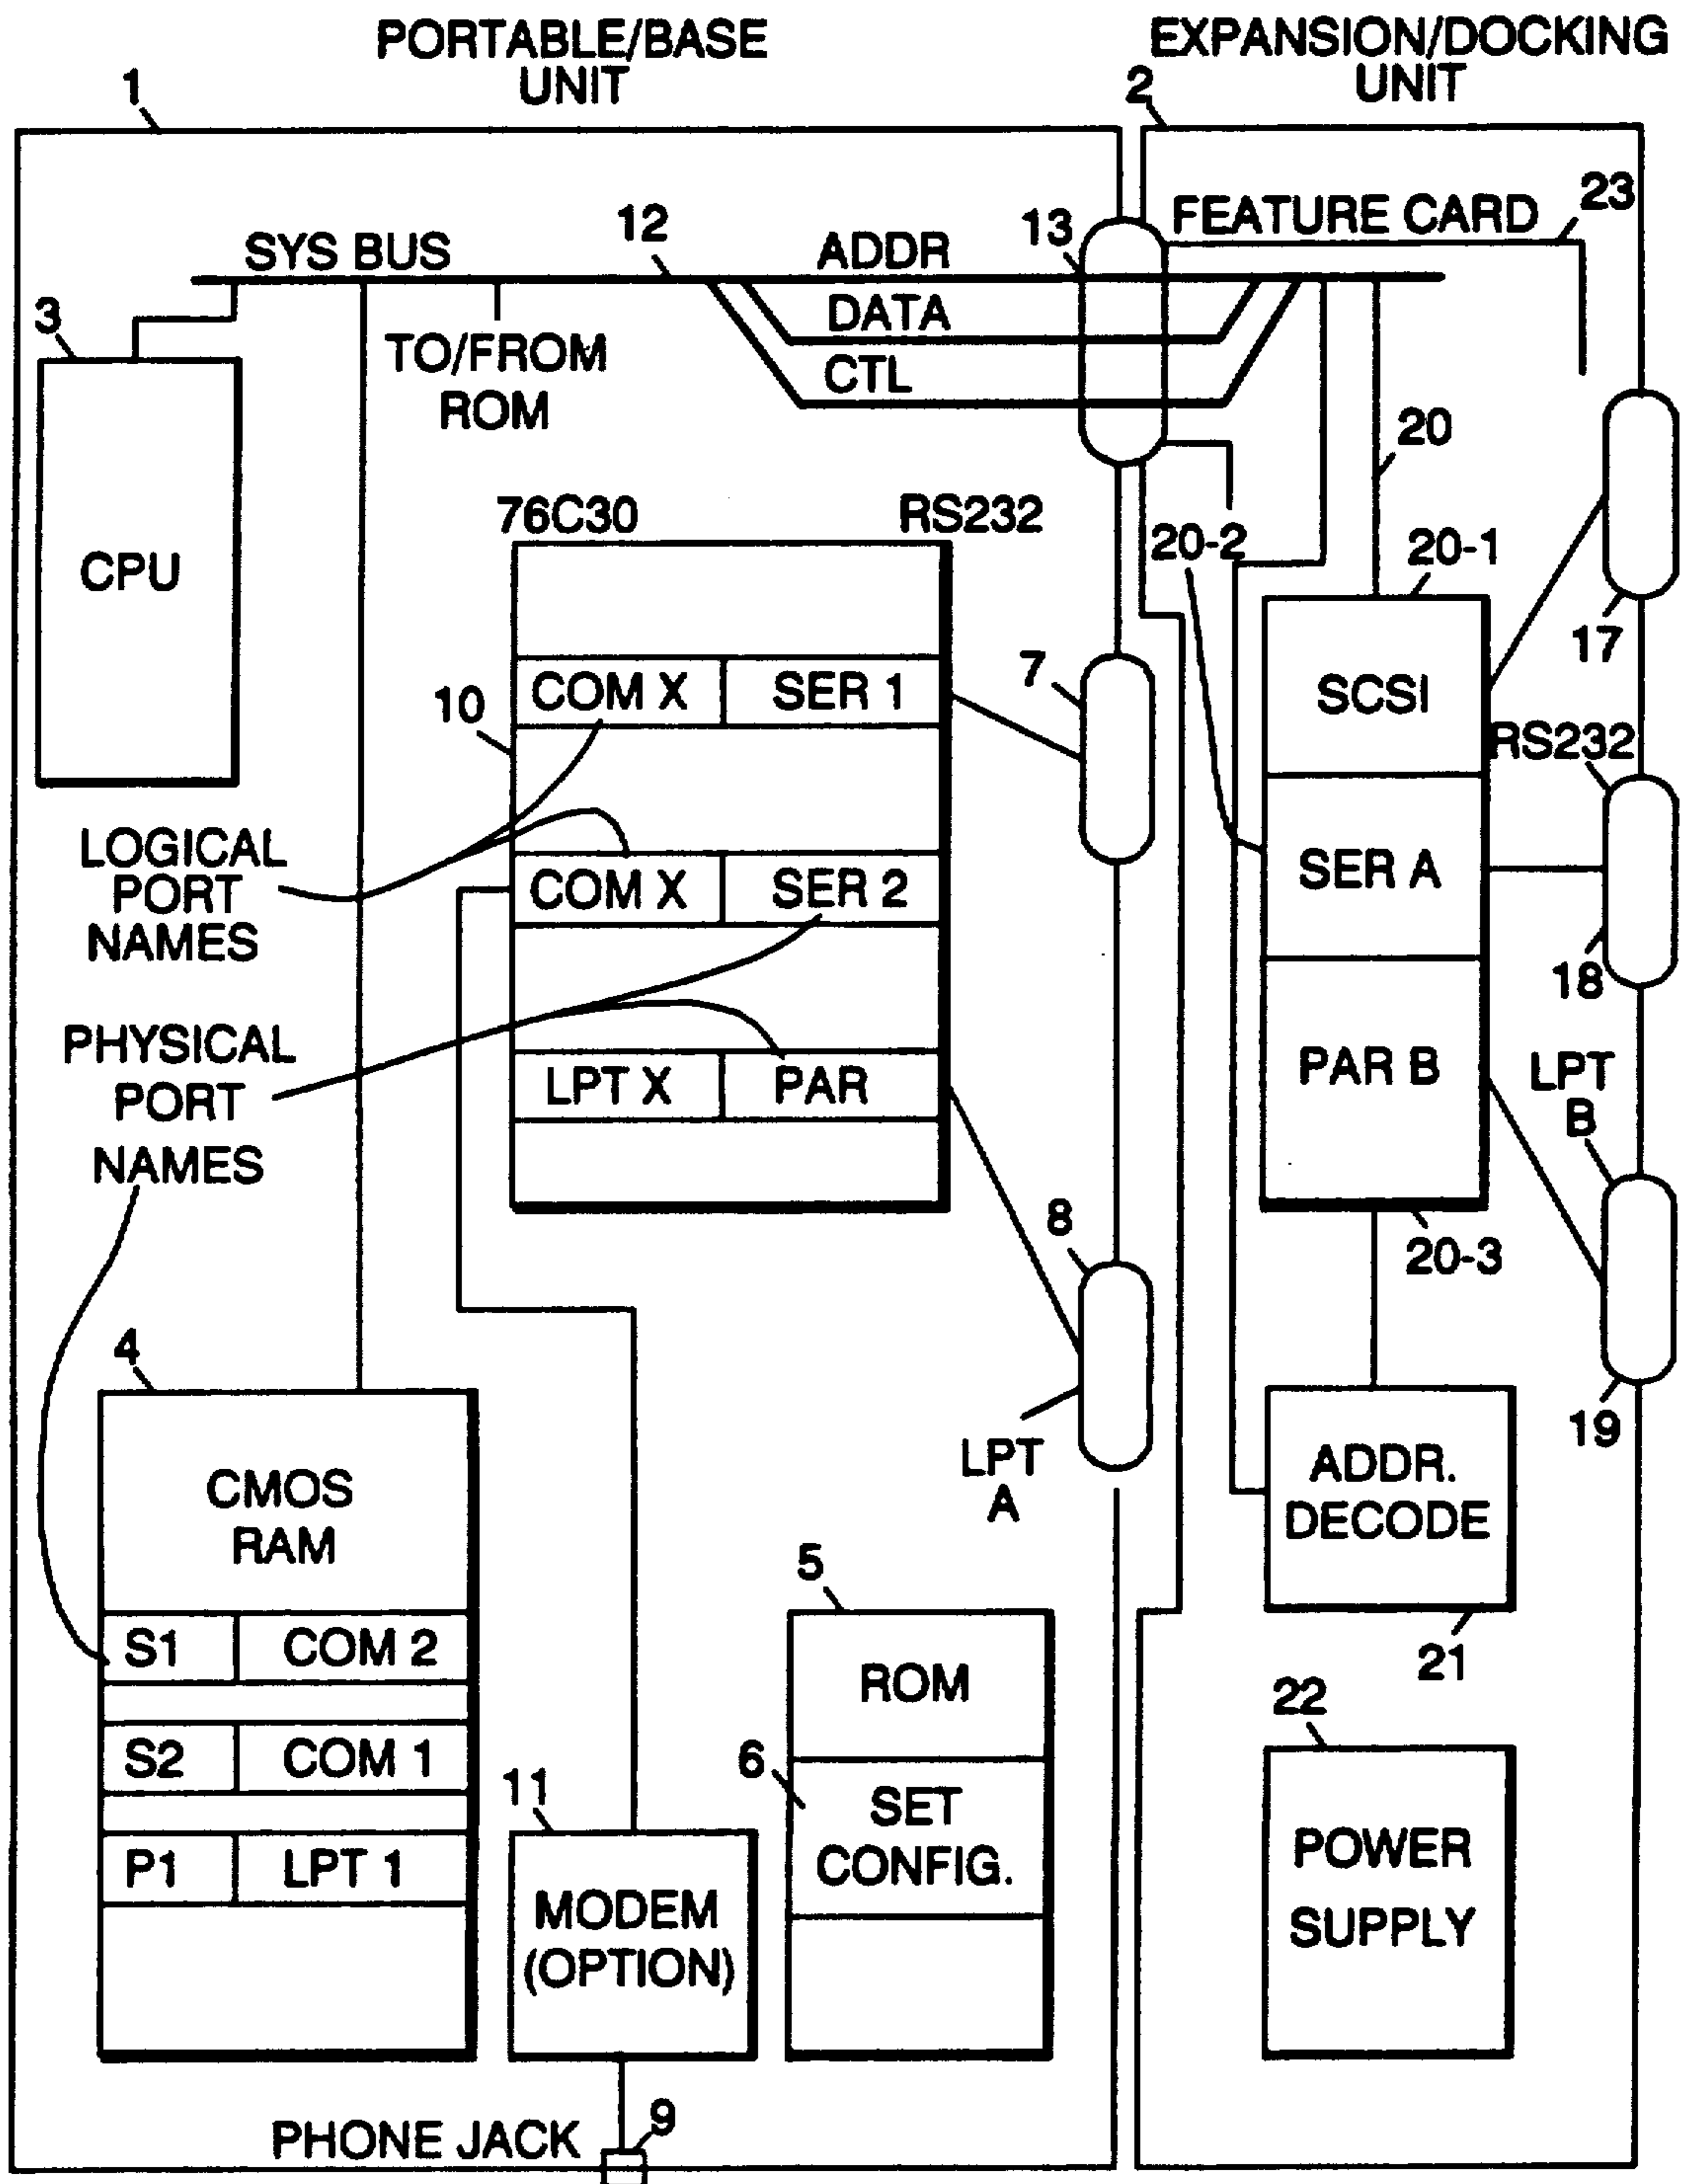 PORTABLE/BASE
UNIT
EXPANSION/DOCKING
UNIT
1
2
SYS BUS
12
ADDR
13
FEATURE CARD
23
DATA
CTL
TO/FROM
ROM
3
CPU
20
76C30
RS232
20-2
20-1
17
COM X
SER 1
10
7
SCSI
RS232
LOGICAL
PORT
NAMES
COM X
SER 2
SER A
18
PHYSICAL
PORT
NAMES
LPT X
PAR
PAR B
LPT
B
8
20-3
19
4
CMOS
RAM
LPT
A
ADDR.
DECODE
21
S1
COM 2
S2
COM 1
P1
LPT 1
5
ROM
6
SET
CONFIG.
22
POWER
SUPPLY
11
MODEM
(OPTION)
PHONE JACK
9